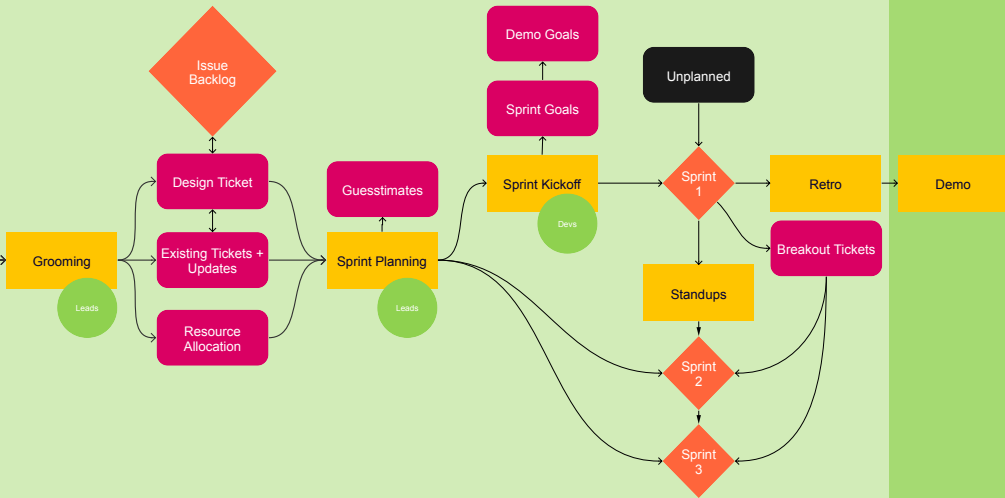 Issue
Backlog
Demo Goals
Sprint Goals
Unplanned
Design Ticket
Guesstimates
Sprint Kickoff
Devs
Sprint
1
Retro
Demo
Grooming
Leads
Existing Tickets +
Updates
Sprint Planning
Leads
Breakout Tickets
Standups
Resource
Allocation
Sprint
2
Sprint
3